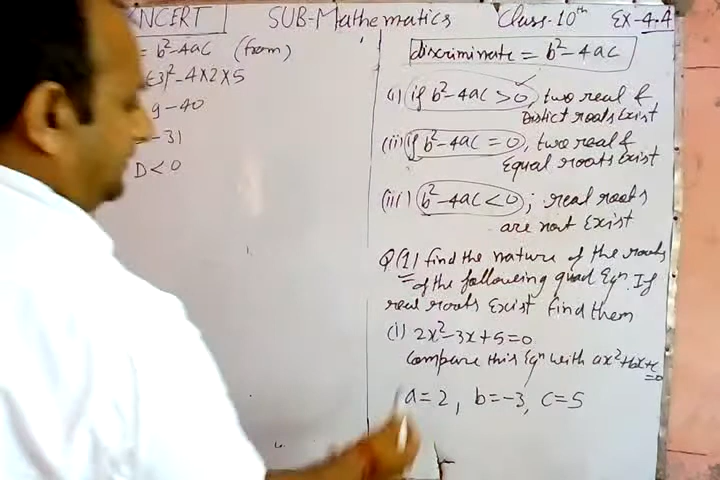 NCERT SUB-Mathematics Class-10th EX-4.4
= b²-4ac (from)
(-3)²-4×2×5
9-40
-31
D<0
discriminate = b²-4ac
(i) if b²-4ac >0, two real &
Distict roots Exist
(ii) if b²-4ac = 0, two real &
Equal roots Exist
(iii) b²-4ac <0; real roots
are not Exist
Q(1) find the nature of the roots
of the following quad Eqn. If
real roots Exist find them
(i) 2x²-3x+5=0
Compare this Eqn with ax²+bx+c
=0
a=2, b=-3, c=5